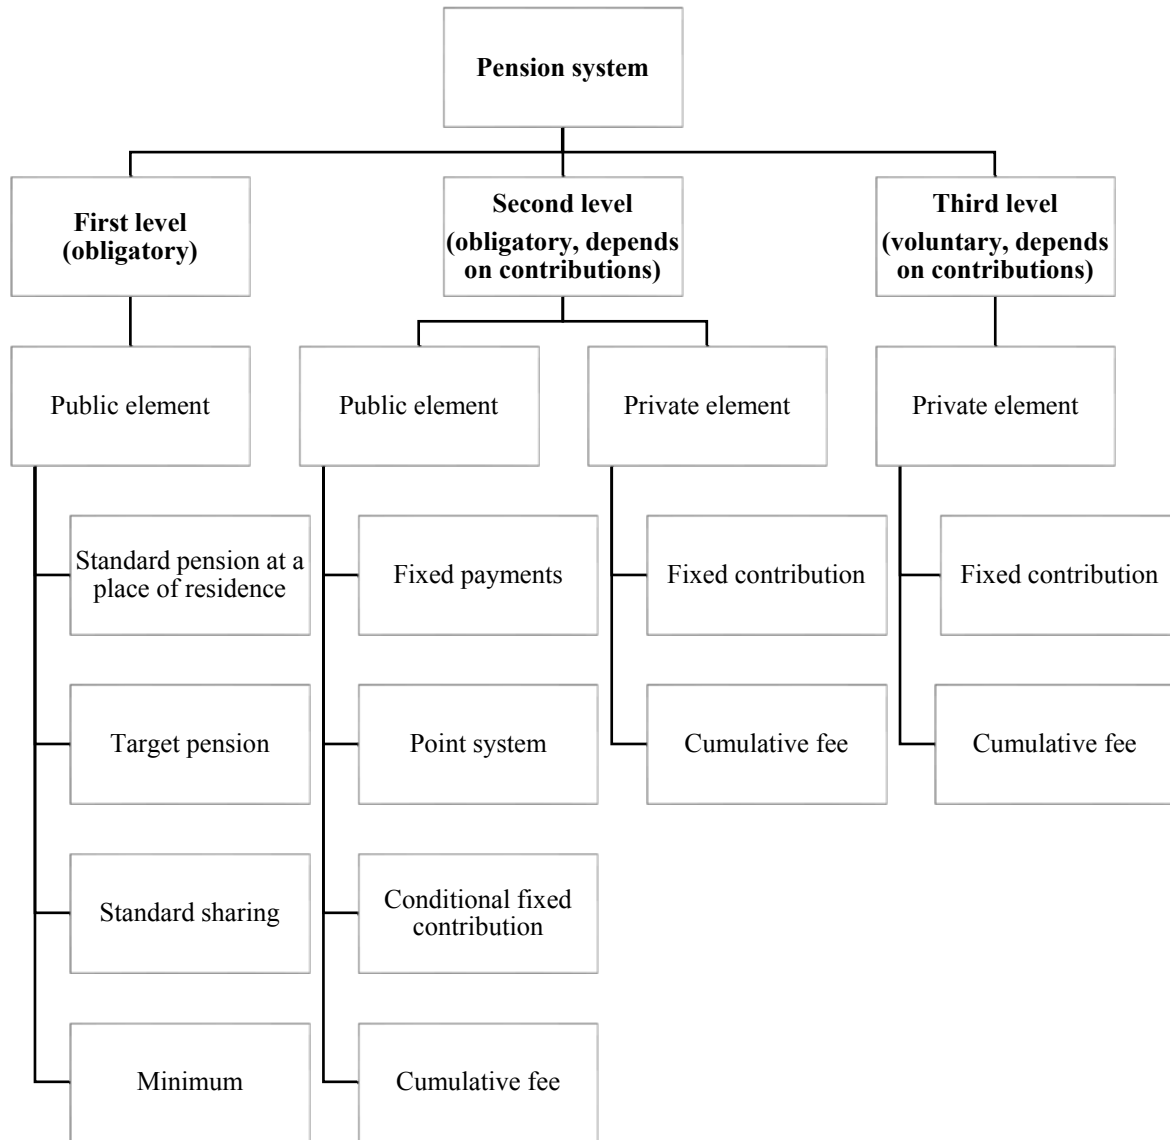 Pension system
First level
(obligatory)
Second level
(obligatory, depends
on contributions)
Third level
(voluntary, depends
on contributions)
Public element
Public element
Private element
Private element
Standard pension at a
place of residence
Fixed payments
Fixed contribution
Fixed contribution
Target pension
Point system
Cumulative fee
Cumulative fee
Standard sharing
Conditional fixed
contribution
Minimum
Cumulative fee